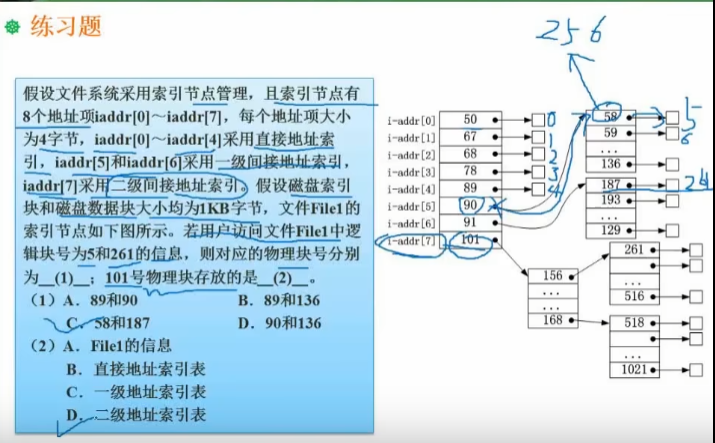 练习题
256
假设文件系统采用索引节点管理，且索引节点有
8个地址项iaddr[0]～iaddr[7]，每个地址项大小
为4字节，iaddr[0]～iaddr[4]采用直接地址索
引，iaddr[5]和iaddr[6]采用一级间接地址索引，
iaddr[7]采用二级间接地址索引。假设磁盘索引
块和磁盘数据块大小均为1KB字节，文件File1的
索引节点如下图所示。若用户访问文件File1中逻
辑块号为5和261的信息，则对应的物理块号分别
为__(1)__；101号物理块存放的是__(2)__。
（1）A．89和90 B．89和136
C．58和187 D．90和136
（2）A．File1的信息
B．直接地址索引表
C．一级地址索引表
D．二级地址索引表
i-addr[0] 50 0
i-addr[1] 67 1
i-addr[2] 68 2
i-addr[3] 78 3
i-addr[4] 89 4
i-addr[5] 90
i-addr[6] 91
i-addr[7] 101
58 5
59 6
...
136
187
193
...
129
156
...
...
168
261
...
516
518
...
1021